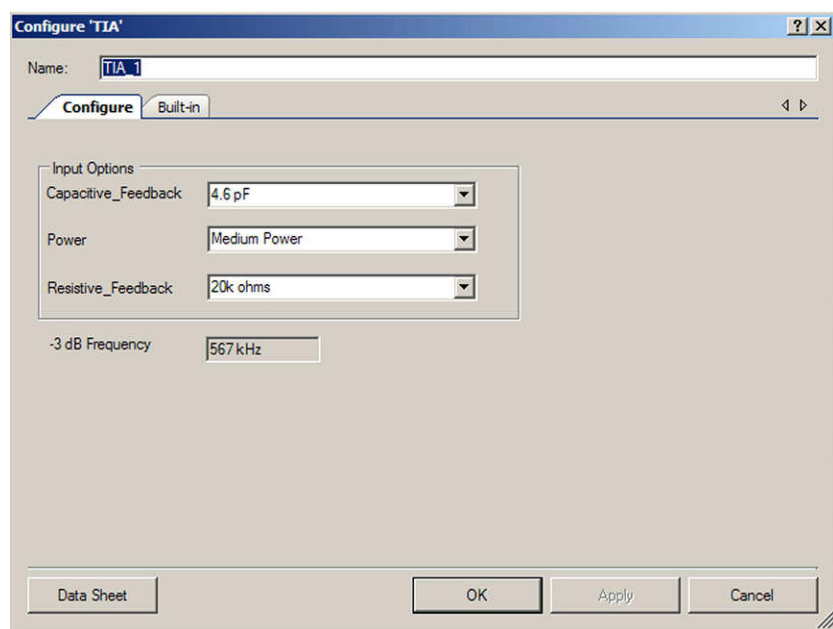 Configure 'TIA'
Name: TIA_1
Configure Built-in
Input Options
Capacitive_Feedback 4.6 pF
Power Medium Power
Resistive_Feedback 20k ohms
-3 dB Frequency 567 kHz
Data Sheet OK Apply Cancel